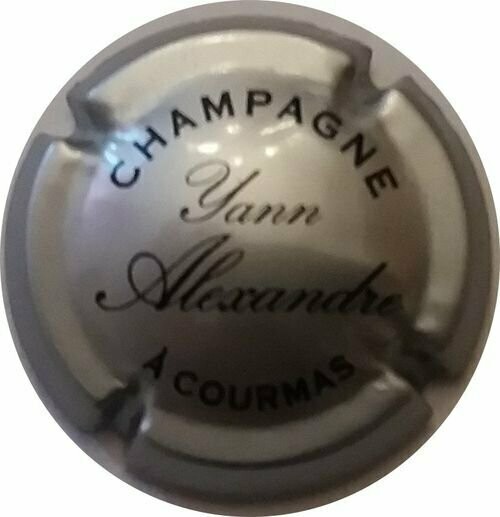 CHAMPAGNE
Yann
Alexandre
À COURMAS